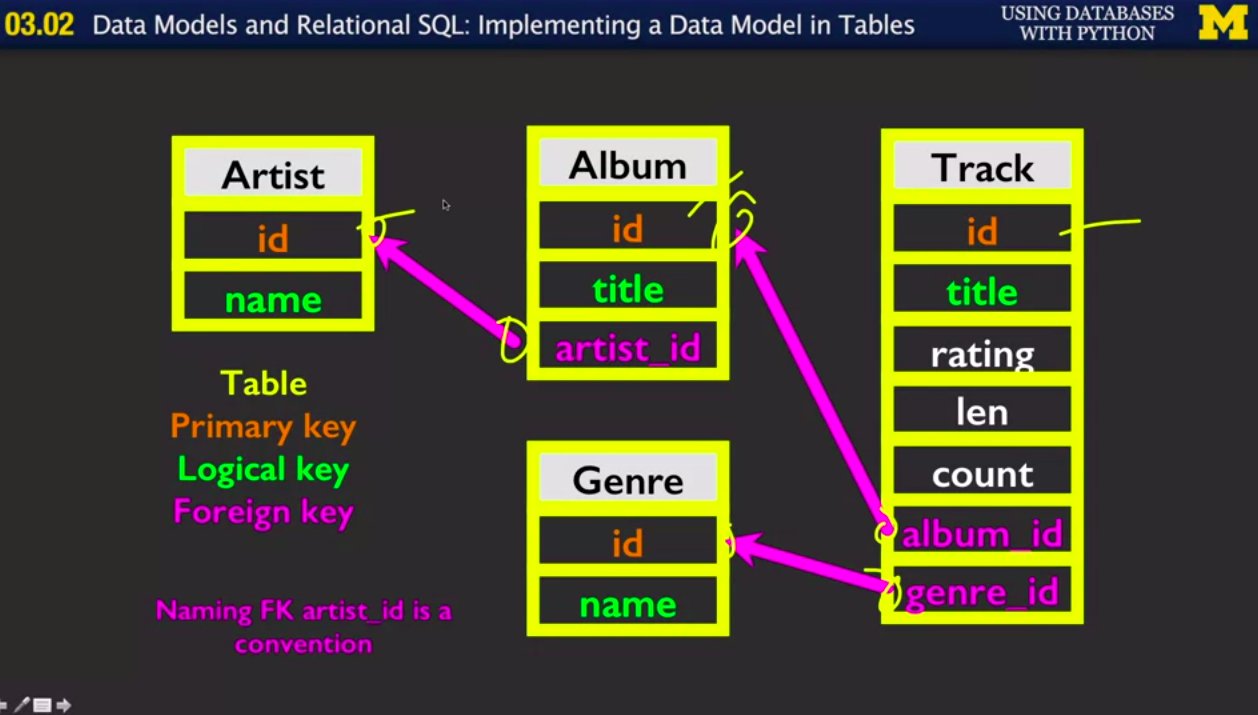 03.02 Data Models and Relational SQL: Implementing a Data Model in Tables
USING DATABASES
WITH PYTHON
M
Artist
id
name
Album
id
title
artist_id
Track
id
title
rating
len
count
album_id
genre_id
Genre
id
name
Table
Primary key
Logical key
Foreign key
Naming FK artist_id is a
convention